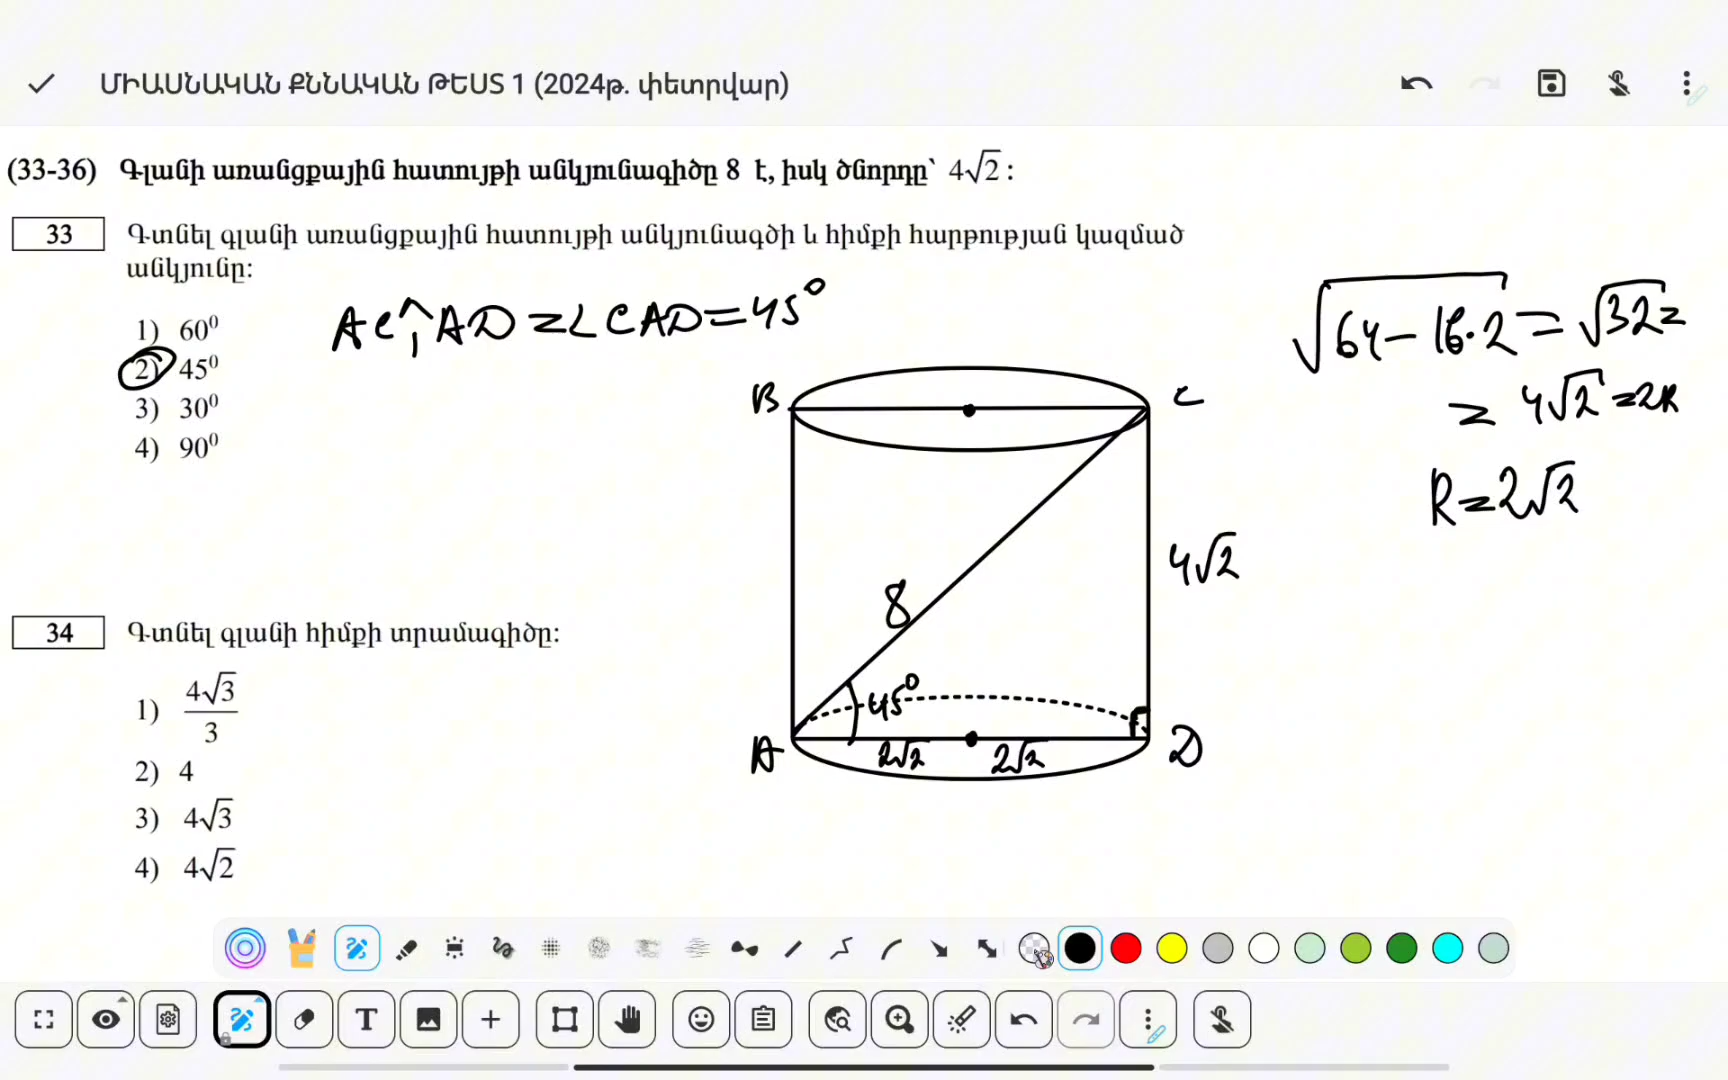 ՄԻԱՍՆԱԿԱՆ ՔՆՆԱԿԱՆ ԹԵՍՏ 1 (2024թ. փետրվար)
(33-36) Գլանի առանցքային հատույթի անկյունագիծը 8 է, իսկ ծնորդը՝ 4√2 :
33 Գտնել գլանի առանցքային հատույթի անկյունագծի և հիմքի հարթության կազմած
անկյունը:
1) 60⁰
2) 45⁰
3) 30⁰
4) 90⁰
AC^, AD = ∠CAD = 45°
√64 - 16·2 = √32 =
= 4√2 = 2R
R = 2√2
B
C
4√2
8
45°
A
2√2
2√2
D
34 Գտնել գլանի հիմքի տրամագիծը:
1) 4√3/3
2) 4
3) 4√3
4) 4√2
T